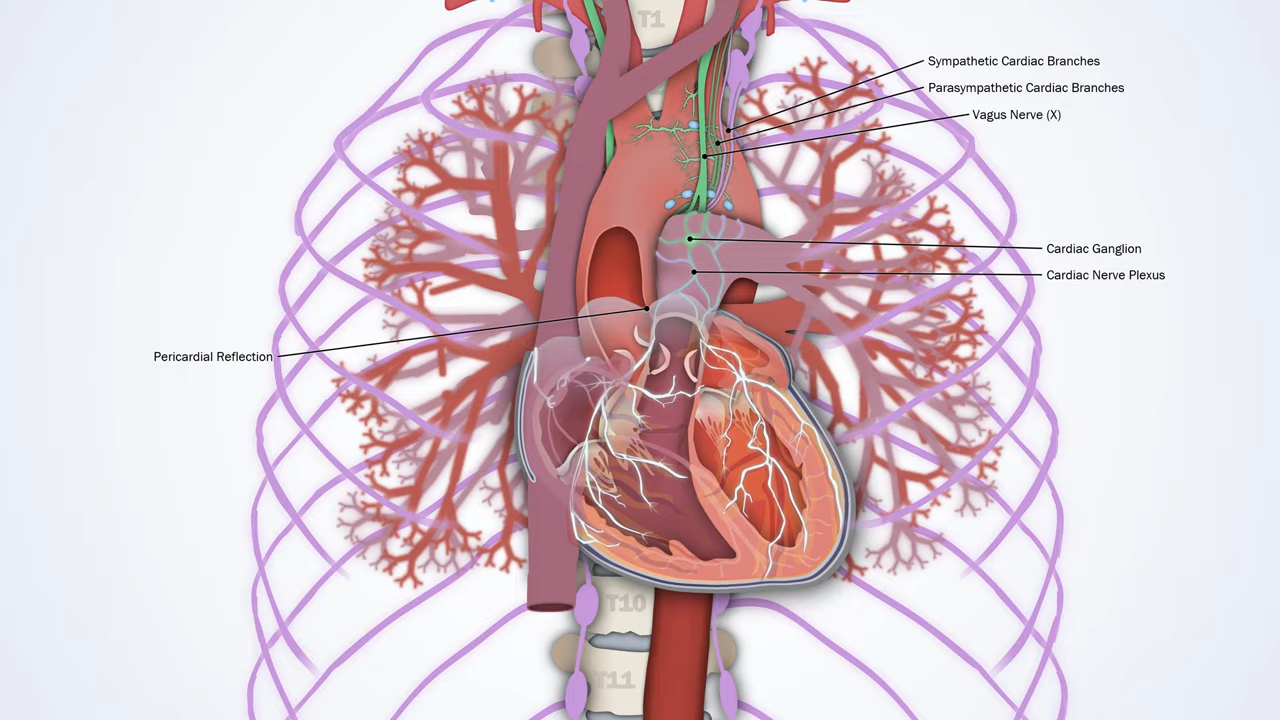 T1
Sympathetic Cardiac Branches
Parasympathetic Cardiac Branches
Vagus Nerve (X)
Cardiac Ganglion
Cardiac Nerve Plexus
Pericardial Reflection
T10
T11